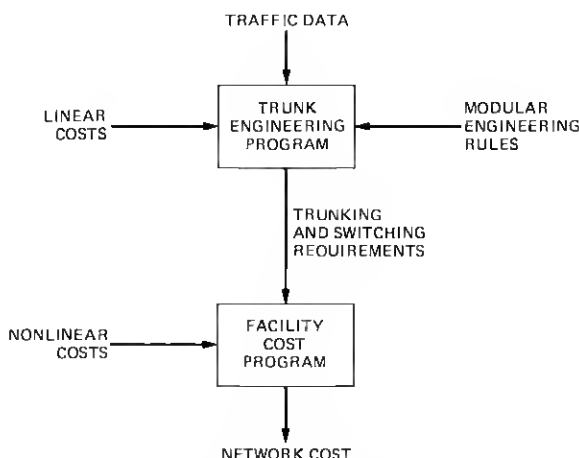 TRAFFIC DATA
LINEAR
COSTS
TRUNK
ENGINEERING
PROGRAM
MODULAR
ENGINEERING
RULES
TRUNKING
AND SWITCHING
REQUIREMENTS
NONLINEAR
COSTS
FACILITY
COST
PROGRAM
NETWORK COST